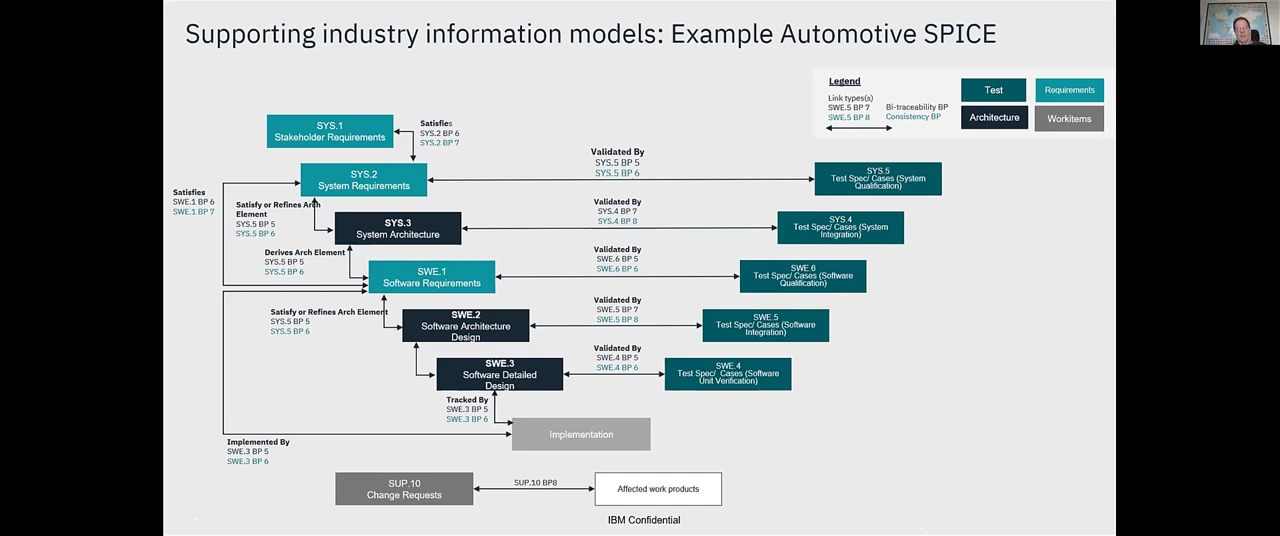 Supporting industry information models: Example Automotive SPICE
Legend
Link types(s)
SWE.5 BP 7
Bi-traceability BP
SWE.5 BP 8
Consistency BP
Test
Requirements
Architecture
Workitems
SYS.1
Stakeholder Requirements
Satisfies
SYS.2 BP 6
SYS.2 BP 7
SYS.2
System Requirements
Validated By
SYS.5 BP 5
SYS.5 BP 6
SYS.5
Test Spec/ Cases (System
Qualification)
Satisfies
SWE.1 BP 6
SWE.1 BP 7
Satisfy or Refines Arch
Element
SYS.5 BP 5
SYS.5 BP 6
SYS.3
System Architecture
Validated By
SYS.4 BP 7
SYS.4 BP 8
SYS.4
Test Spec/ Cases (System
Integration)
Derives Arch Element
SYS.5 BP 5
SYS.5 BP 6
SWE.1
Software Requirements
Validated By
SWE.6 BP 5
SWE.6 BP 6
SWE.6
Test Spec/ Cases (Software
Qualification)
Satisfy or Refines Arch Element
SYS.5 BP 5
SYS.5 BP 6
SWE.2
Software Architecture
Design
Validated By
SWE.5 BP 7
SWE.5 BP 8
SWE.5
Test Spec/ Cases (Software
Integration)
SWE.3
Software Detailed
Design
Validated By
SWE.4 BP 5
SWE.4 BP 6
SWE.4
Test Spec/ Cases (Software
Unit Verification)
Tracked By
SWE.3 BP 5
SWE.3 BP 6
Implementation
Implemented By
SWE.3 BP 5
SWE.3 BP 6
SUP.10
Change Requests
SUP.10 BP8
Affected work products
IBM Confidential